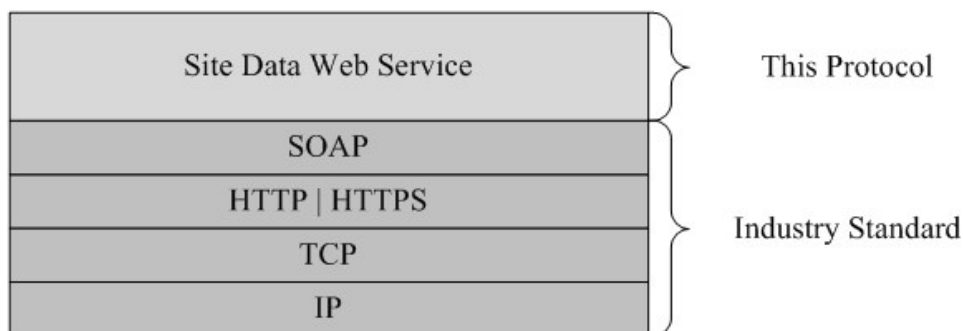 Site Data Web Service
This Protocol
SOAP
HTTP | HTTPS
TCP
IP
Industry Standard